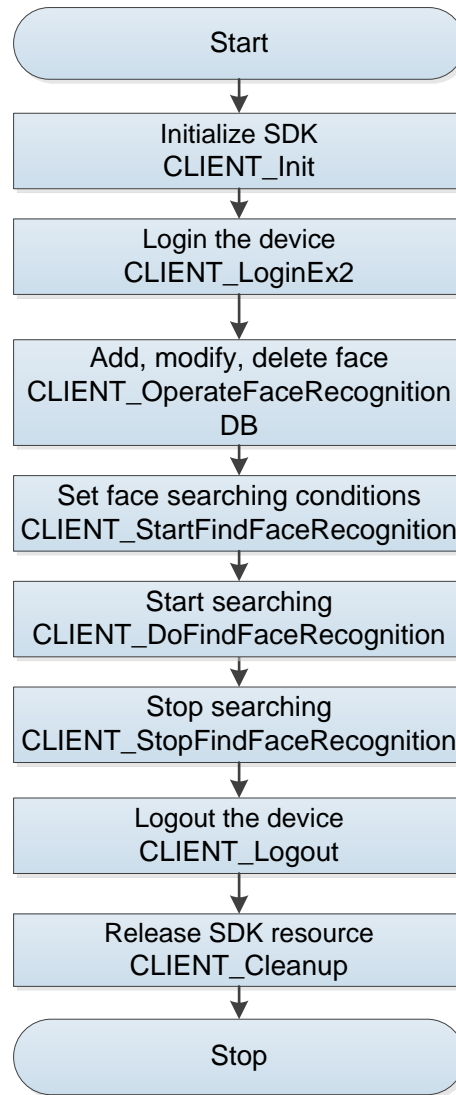 Start
Initialize SDK
CLIENT_Init
Login the device
CLIENT_LoginEx2
Add, modify, delete face
CLIENT_OperateFaceRecognition
DB
Set face searching conditions
CLIENT_StartFindFaceRecognition
Start searching
CLIENT_DoFindFaceRecognition
Stop searching
CLIENT_StopFindFaceRecognition
Logout the device
CLIENT_Logout
Release SDK resource
CLIENT_Cleanup
Stop